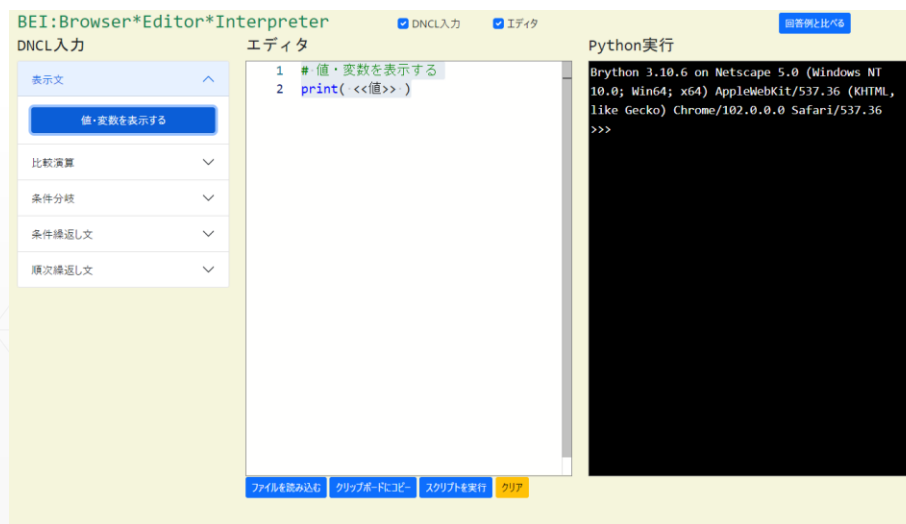 BEI:Browser*Editor*Interpreter
DNCL入力
エディタ
回答例と比べる
DNCL入力
エディタ
Python実行
表示文
値・変数を表示する
比較演算
条件分岐
条件繰返し文
順次繰返し文
1 # 値・変数を表示する
2 print( <<値>> )
Brython 3.10.6 on Netscape 5.0 (Windows NT
10.0; Win64; x64) AppleWebKit/537.36 (KHTML,
like Gecko) Chrome/102.0.0.0 Safari/537.36
>>>
ファイルを読み込む
クリップボードにコピー
スクリプトを実行
クリア